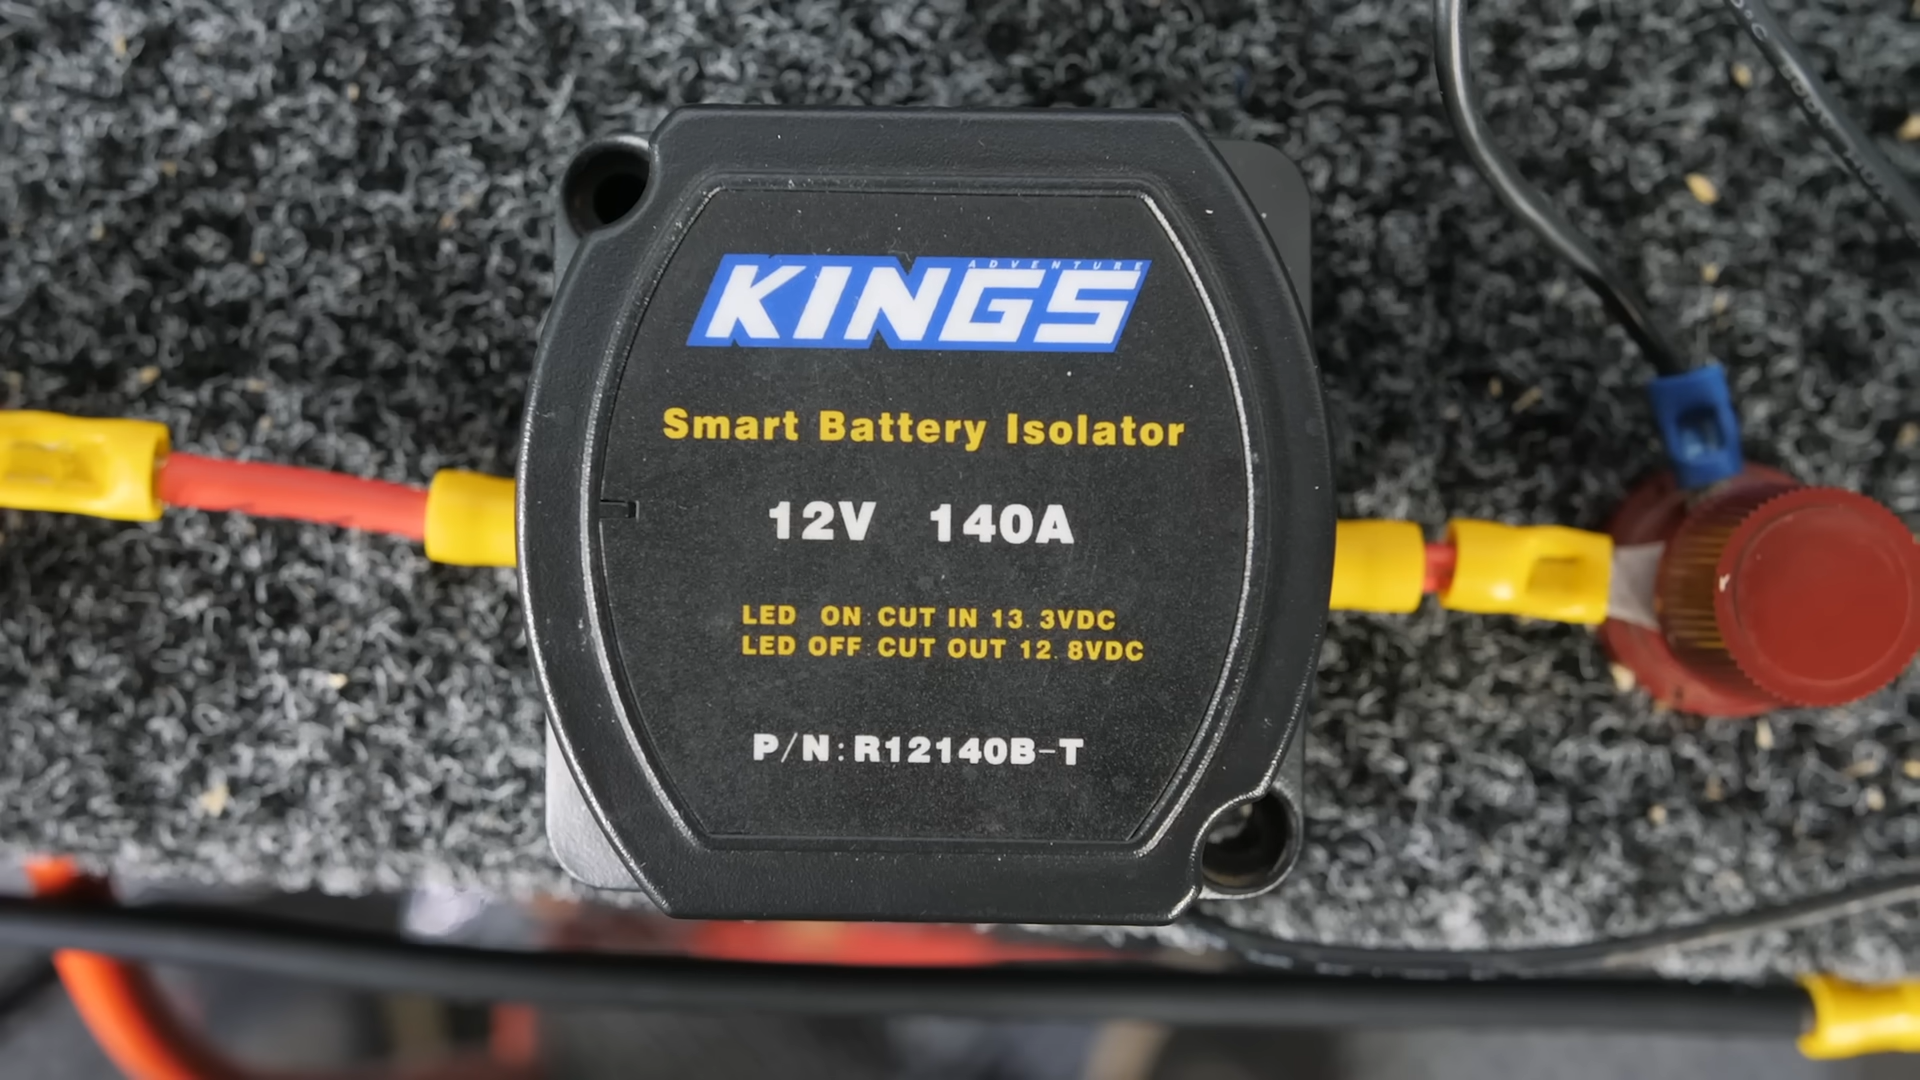 ADVENTURE
KINGS
Smart Battery Isolator
12V 140A
LED ON:CUT IN 13.3VDC
LED OFF:CUT OUT 12.8VDC
P/N:R12140B-T